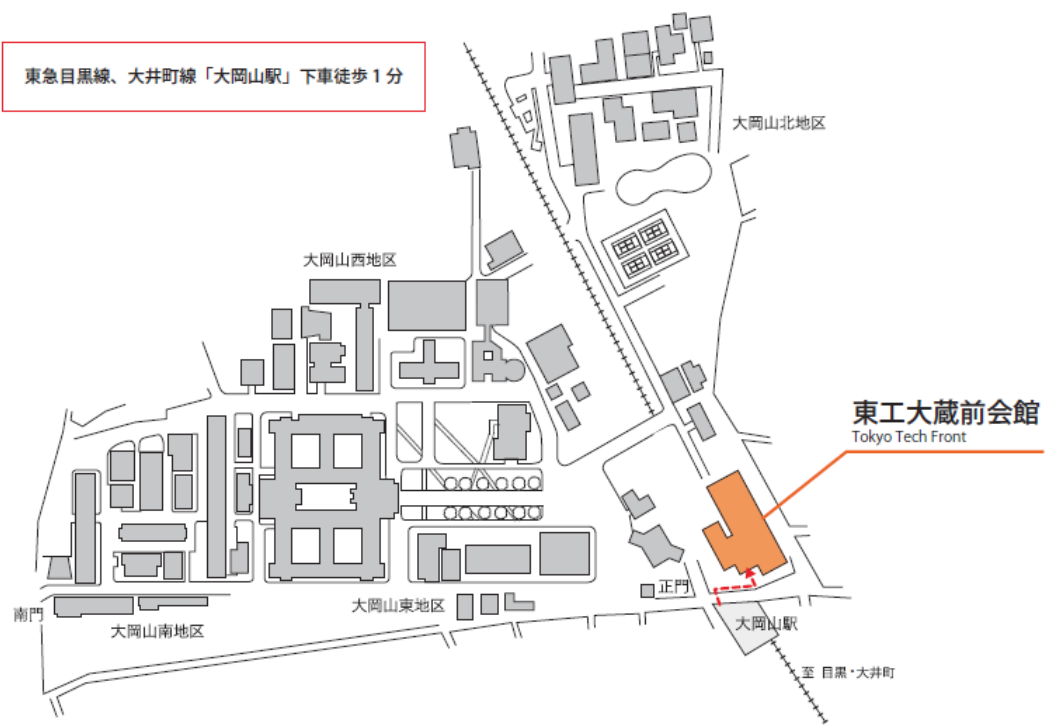 東急目黒線、大井町線「大岡山駅」下車徒歩 1 分
大岡山北地区
大岡山西地区
東工大蔵前会館
Tokyo Tech Front
正門
大岡山東地区
南門
大岡山南地区
大岡山駅
至 目黒・大井町